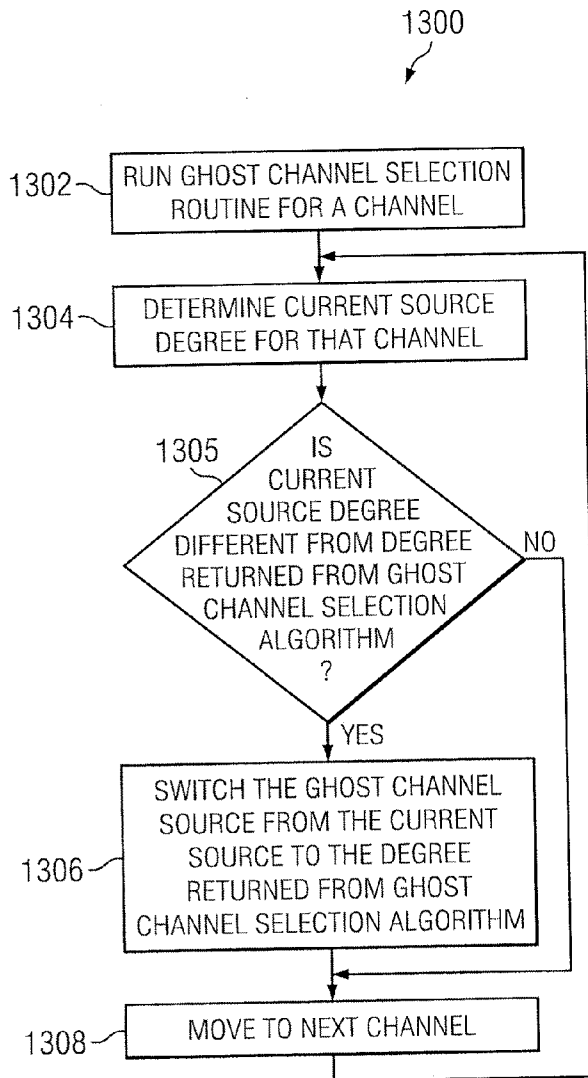 1300
1302
RUN GHOST CHANNEL SELECTION
ROUTINE FOR A CHANNEL
1304
DETERMINE CURRENT SOURCE
DEGREE FOR THAT CHANNEL
1305
IS
CURRENT
SOURCE DEGREE
DIFFERENT FROM DEGREE
RETURNED FROM GHOST
CHANNEL SELECTION
ALGORITHM
?
NO
YES
1306
SWITCH THE GHOST CHANNEL
SOURCE FROM THE CURRENT
SOURCE TO THE DEGREE
RETURNED FROM GHOST
CHANNEL SELECTION ALGORITHM
1308
MOVE TO NEXT CHANNEL